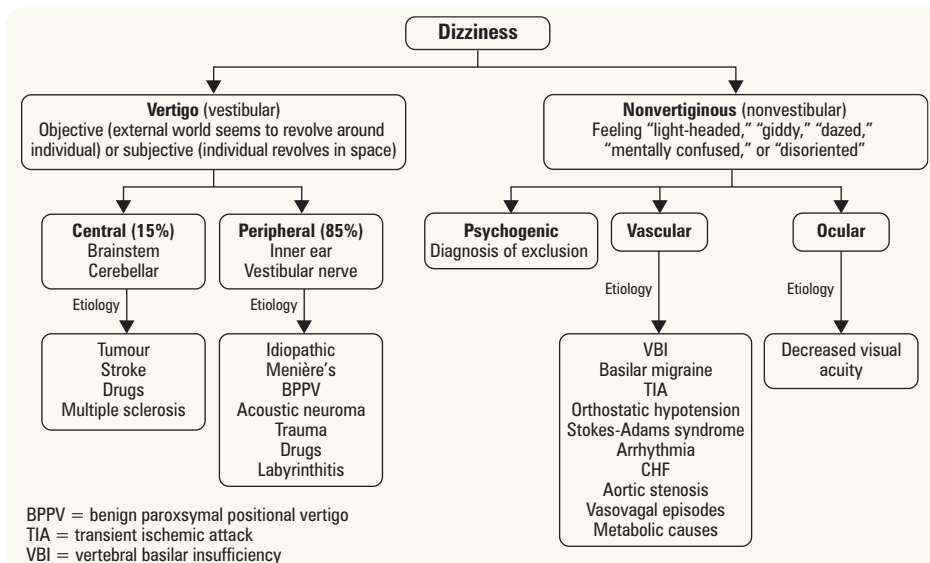 Dizziness
Vertigo (vestibular)
Objective (external world seems to revolve around
individual) or subjective (individual revolves in space)
Nonvertiginous (nonvestibular)
Feeling “light-headed,” “giddy,” “dazed,”
“mentally confused,” or “disoriented”
Central (15%)
Brainstem
Cerebellar
Peripheral (85%)
Inner ear
Vestibular nerve
Psychogenic
Diagnosis of exclusion
Vascular
Ocular
Etiology
Etiology
Etiology
Etiology
Tumour
Stroke
Drugs
Multiple sclerosis
Idiopathic
Menière's
BPPV
Acoustic neuroma
Trauma
Drugs
Labyrinthitis
VBI
Basilar migraine
TIA
Orthostatic hypotension
Stokes-Adams syndrome
Arrhythmia
CHF
Aortic stenosis
Vasovagal episodes
Metabolic causes
Decreased visual
acuity
BPPV = benign paroxsymal positional vertigo
TIA = transient ischemic attack
VBI = vertebral basilar insufficiency